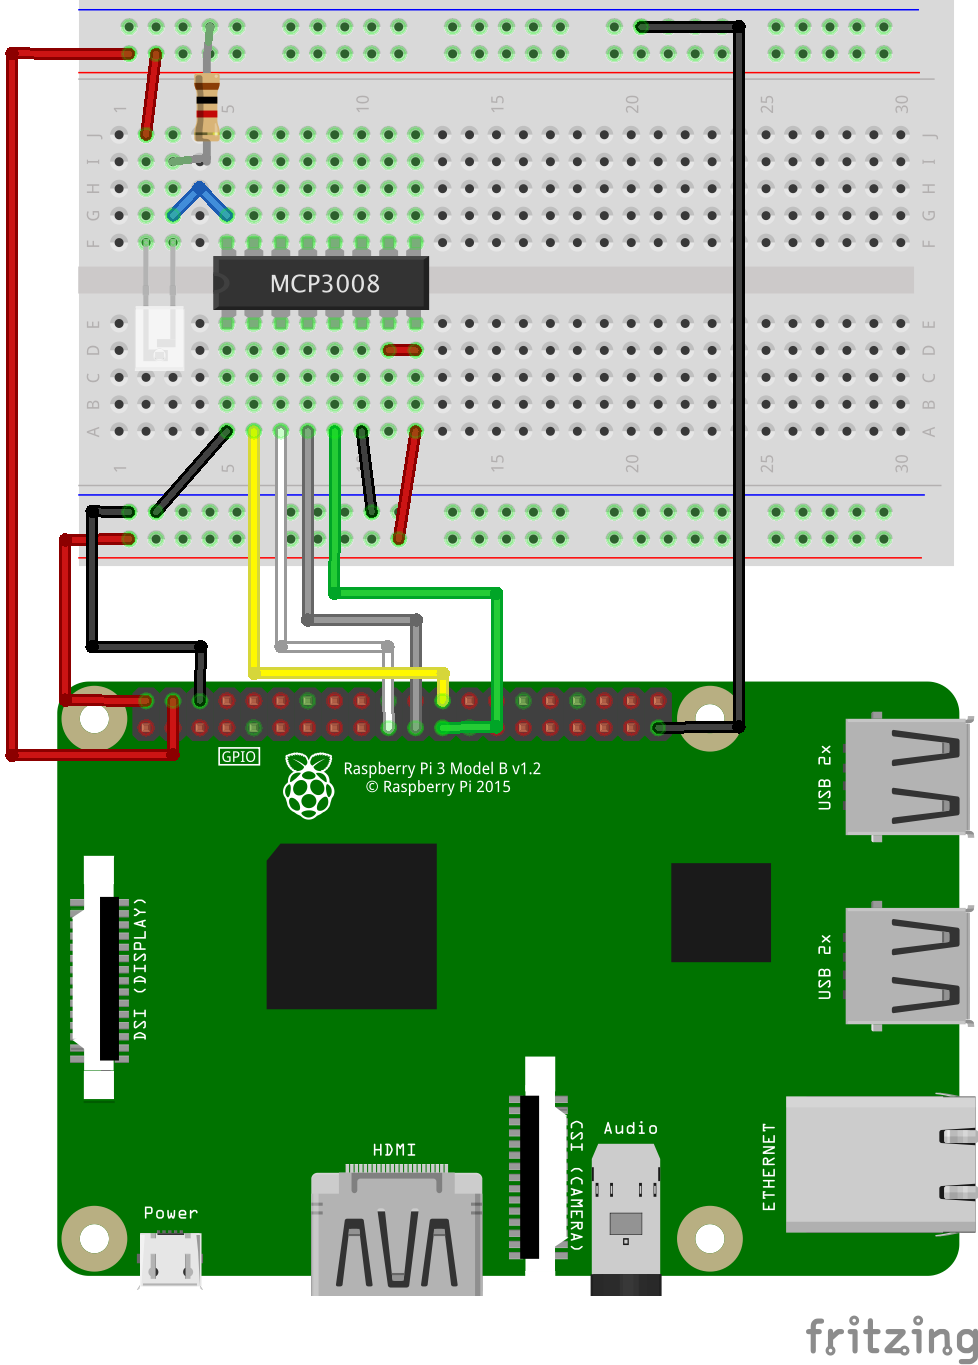 1 5 10 15 20 25 30
J J
I I
H H
G G
F F
MCP3008
E E
D D
C C
B B
A A
1 5 15 20 25 30
GPIO
Raspberry Pi 3 Model B v1.2
© Raspberry Pi 2015
USB 2x
DSI (DISPLAY)
USB 2x
CSI (CAMERA)
Audio
ETHERNET
HDMI
Power
fritzing